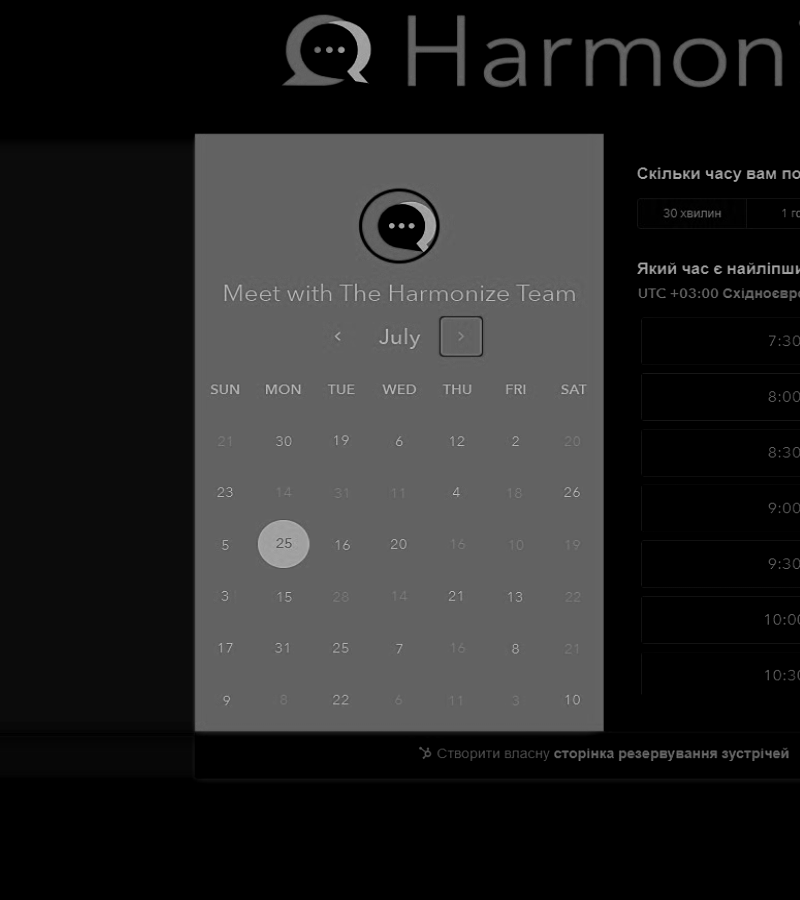 Harmon
Meet with The Harmonize Team
July
SUN MON TUE WED THU FRI SAT
21 30 19 6 12 2 20
23 14 31 11 4 18 26
5 25 16 20 16 10 19
3 15 28 14 21 13 22
17 31 25 7 16 8 21
9 8 22 6 11 3 10
Скільки часу вам по
30 хвилин 1 го
Який час є найліпши
UTC +03:00 Східноєвро
7:30
8:00
8:30
9:00
9:30
10:00
10:30
Створити власну сторінка резервування зустрічей